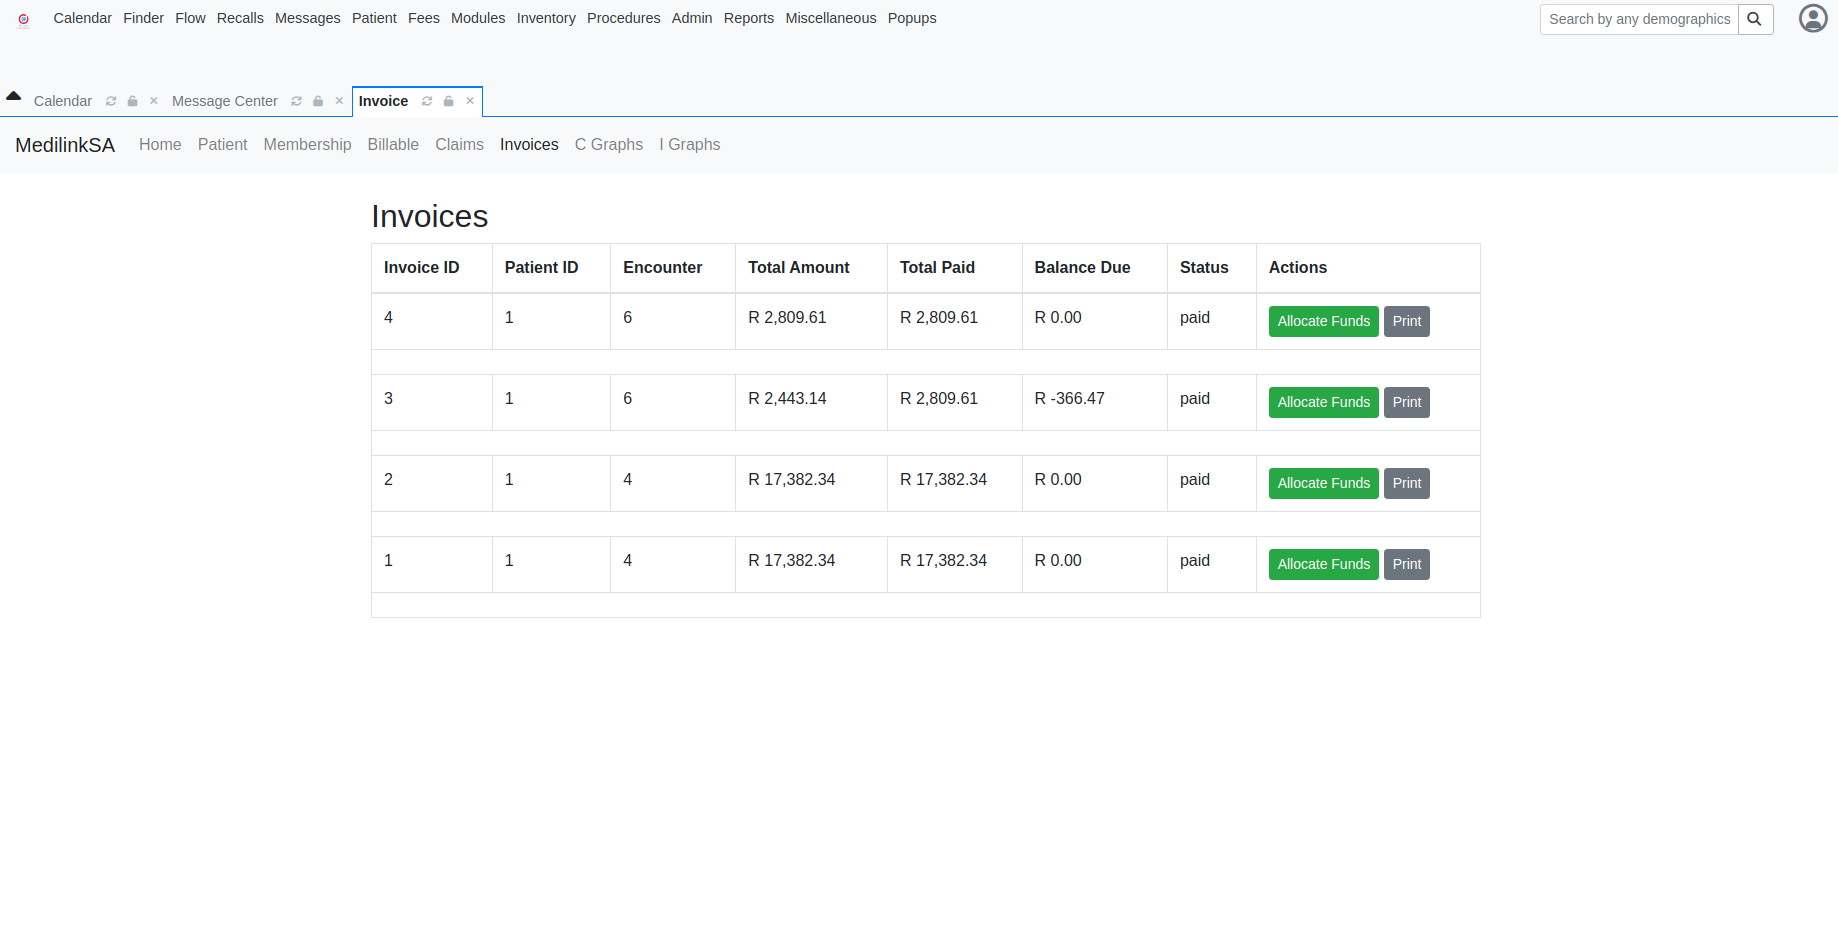 Calendar Finder Flow Recalls Messages Patient Fees Modules Inventory Procedures Admin Reports Miscellaneous Popups Search by any demographics
Calendar Message Center Invoice
MedilinkSA Home Patient Membership Billable Claims Invoices C Graphs I Graphs
Invoices
Invoice ID Patient ID Encounter Total Amount Total Paid Balance Due Status Actions
4 1 6 R 2,809.61 R 2,809.61 R 0.00 paid Allocate Funds Print
3 1 6 R 2,443.14 R 2,809.61 R -366.47 paid Allocate Funds Print
2 1 4 R 17,382.34 R 17,382.34 R 0.00 paid Allocate Funds Print
1 1 4 R 17,382.34 R 17,382.34 R 0.00 paid Allocate Funds Print